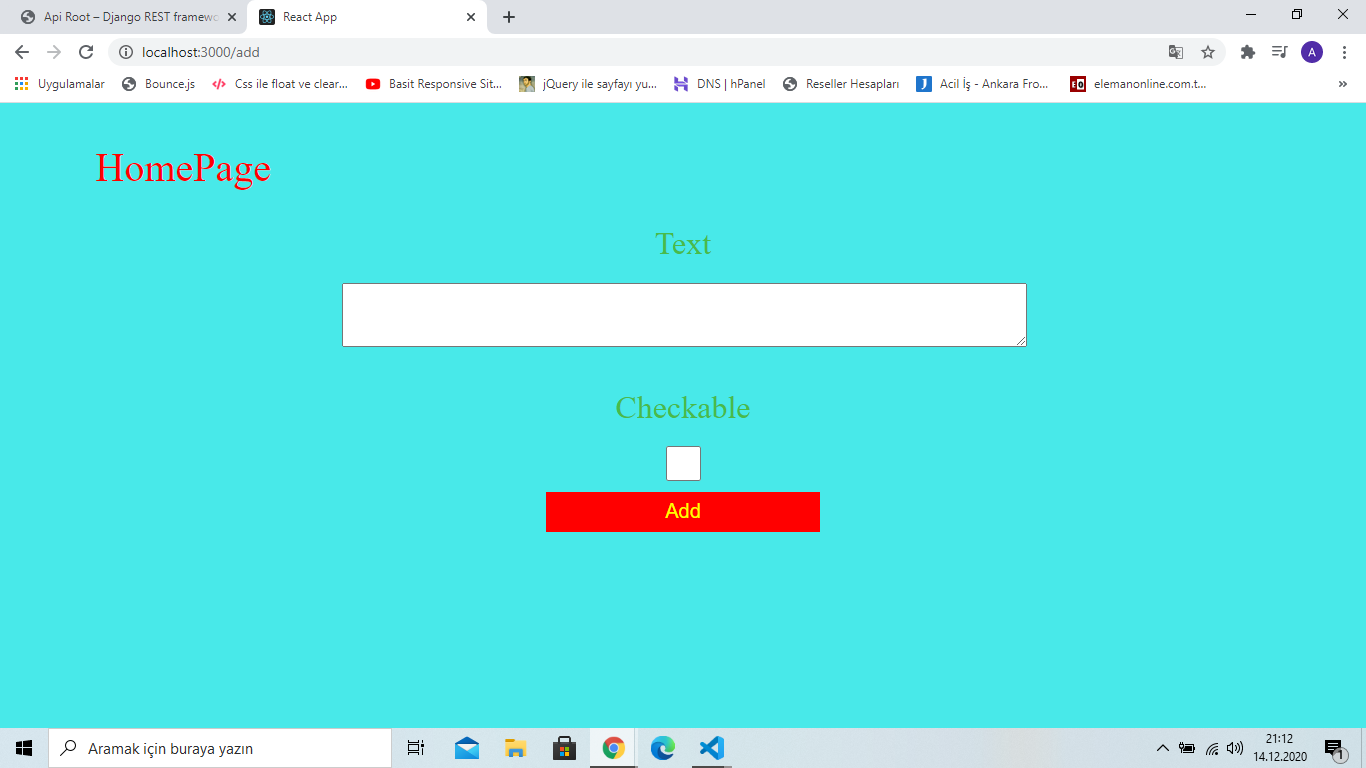 Api Root – Django REST framewo
React App
localhost:3000/add
A
Uygulamalar
Bounce.js
Css ile float ve clear...
Basit Responsive Sit...
jQuery ile sayfayı yu...
DNS | hPanel
Reseller Hesapları
Acil İş - Ankara Fro...
elemanonline.com.t...
HomePage
Text
Checkable
Add
Aramak için buraya yazın
21:12
14.12.2020
1